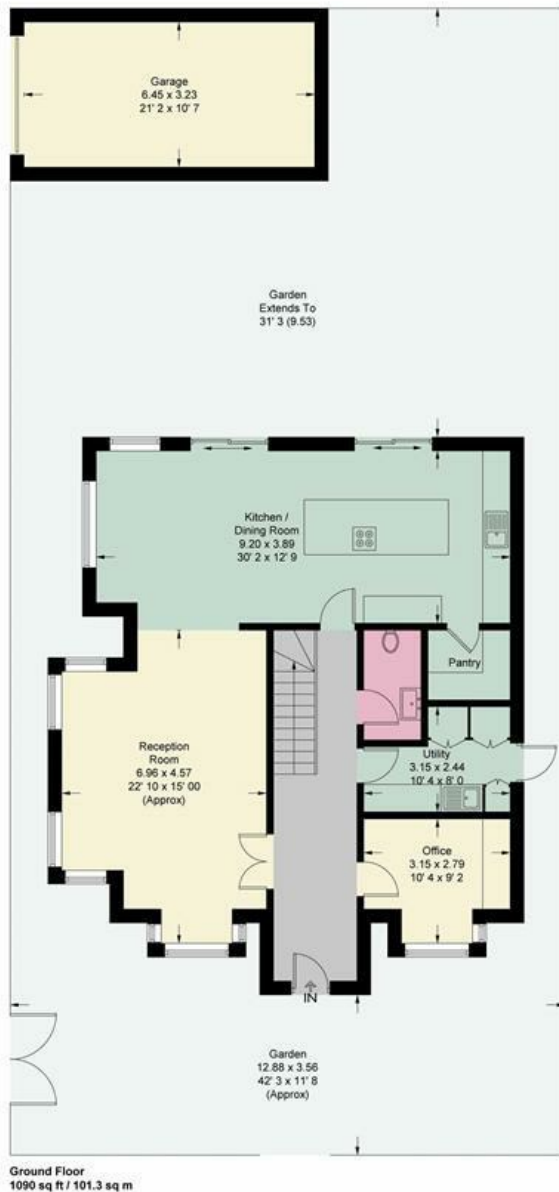 Garage
6.45 x 3.23
21' 2 x 10' 7
Garden
Extends To
31' 3 (9.53)
Kitchen /
Dining Room
9.20 x 3.89
30' 2 x 12' 9
Pantry
Reception
Room
6.96 x 4.57
22' 10 x 15' 00
(Approx)
Utility
3.15 x 2.44
10' 4 x 8' 0
Office
3.15 x 2.79
10' 4 x 9' 2
IN
Garden
12.88 x 3.56
42' 3 x 11' 8
(Approx)
Ground Floor
1090 sq ft / 101.3 sq m